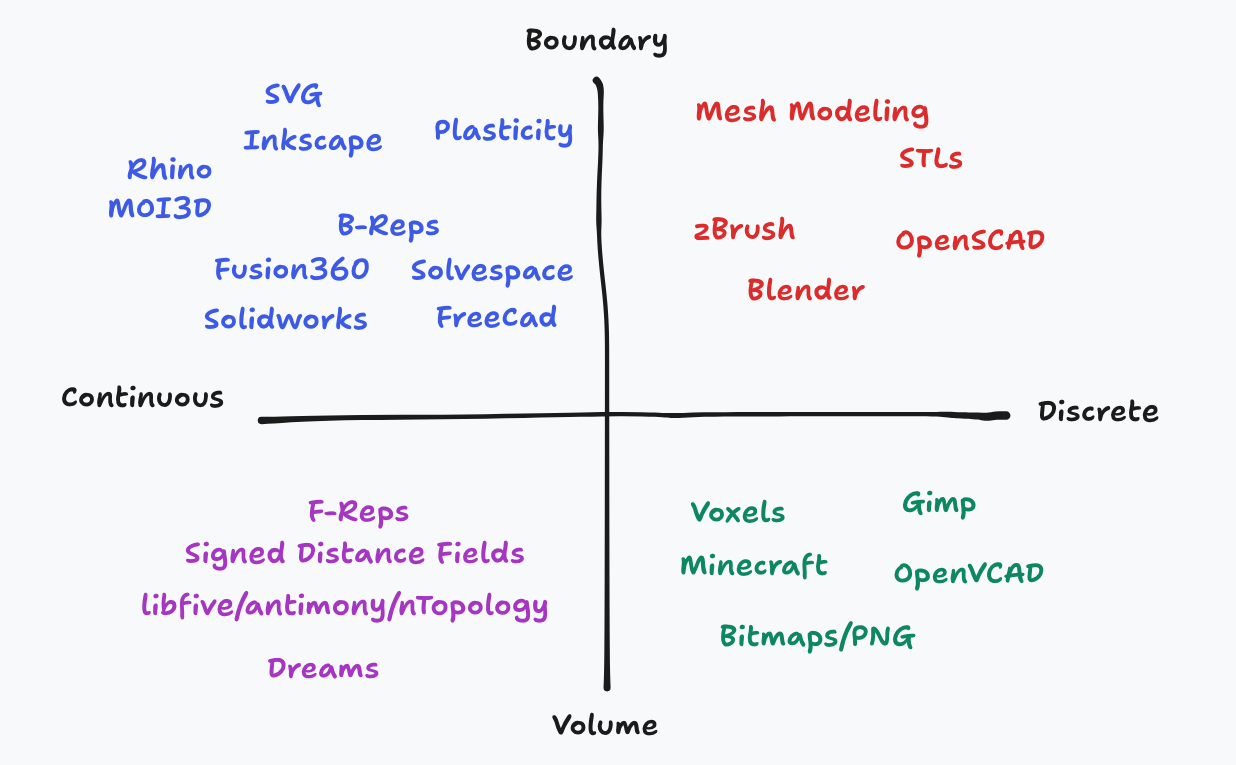 Boundary
SVG
Inkscape
Plasticity
Rhino
MOI3D
B-Reps
Fusion360
Solvespace
Solidworks
FreeCad
Mesh Modeling
STLs
zBrush
OpenSCAD
Blender
Continuous
Discrete
F-Reps
Signed Distance Fields
libfive/antimony/nTopology
Dreams
Voxels
Gimp
Minecraft
OpenVCAD
Bitmaps/PNG
Volume